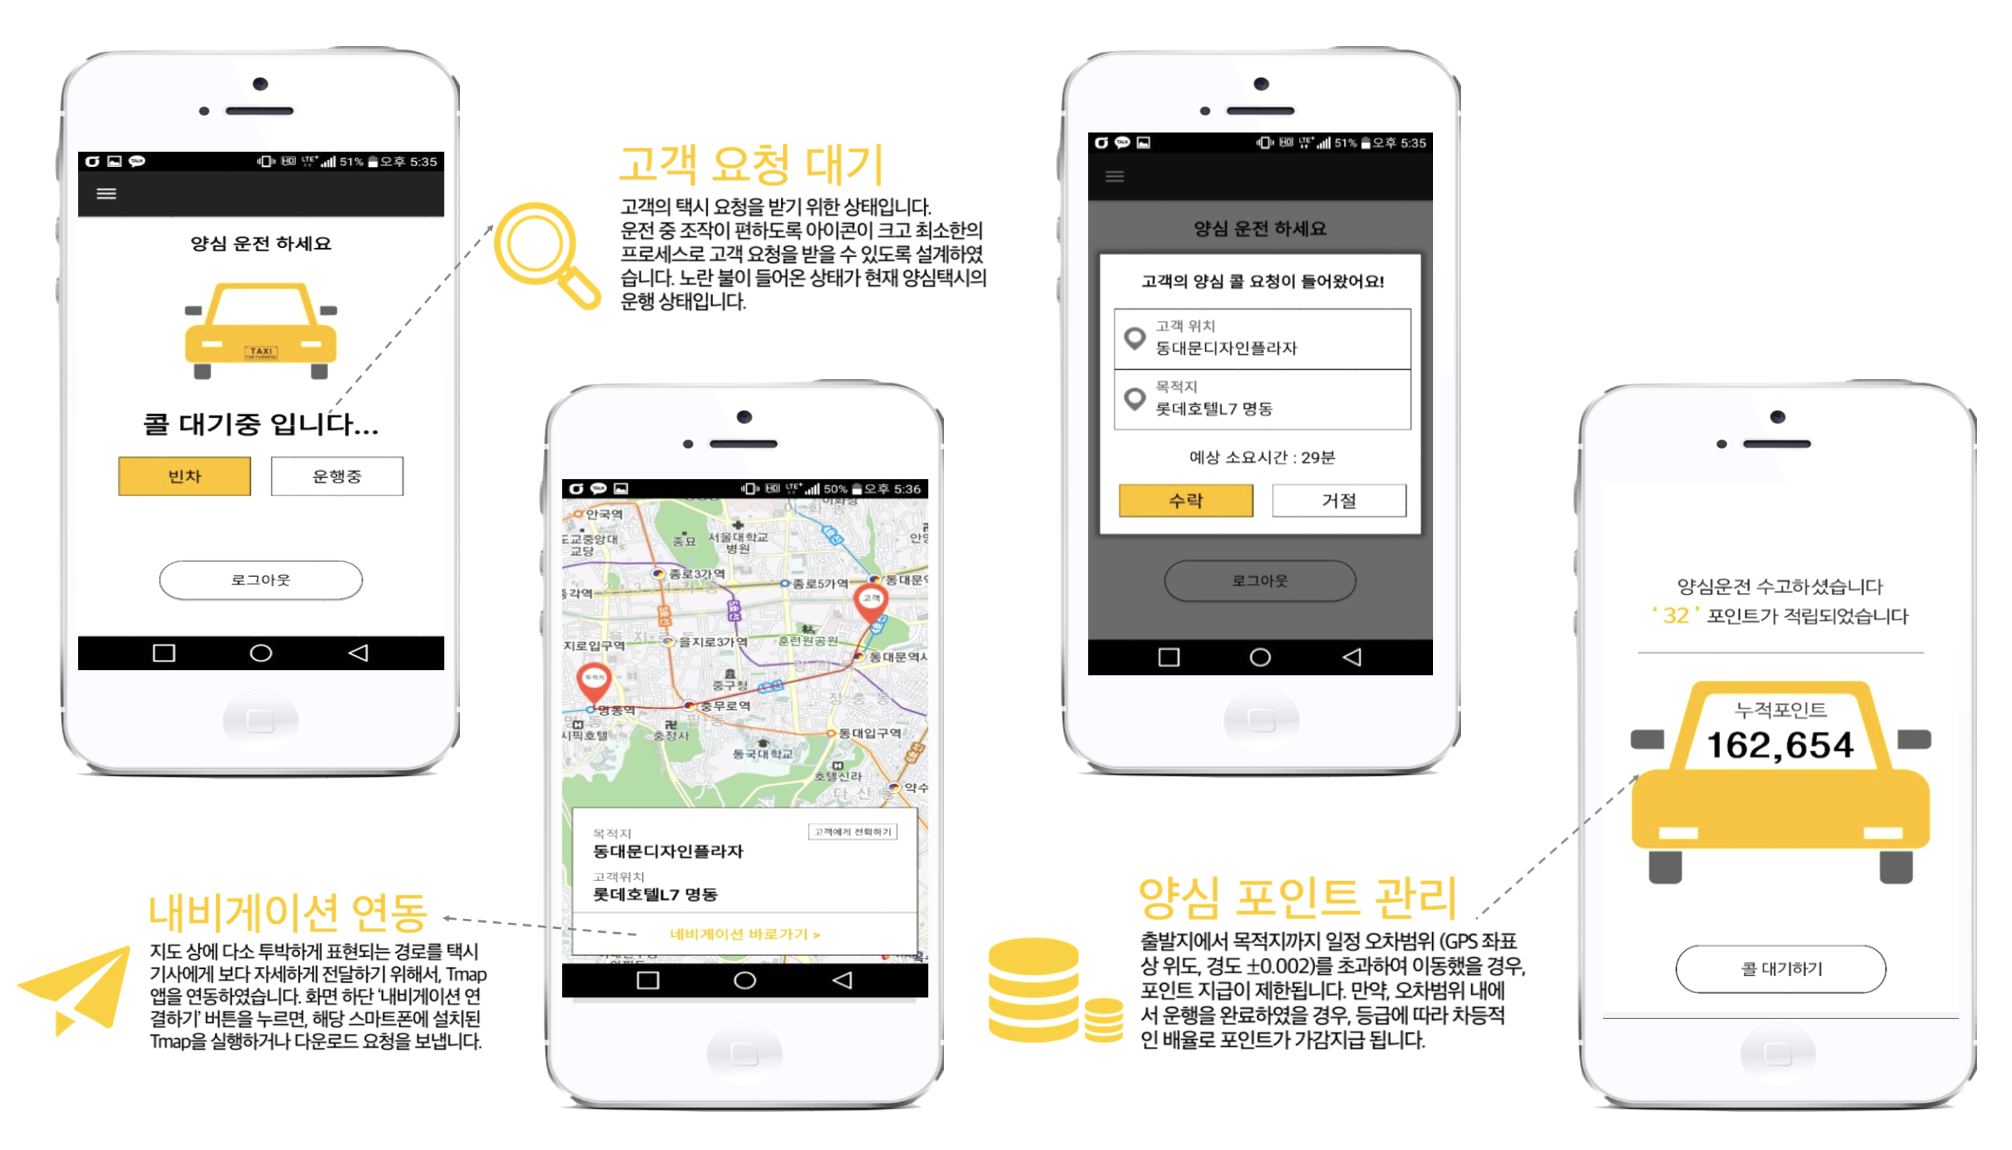 51% 오후 5:35
양심 운전 하세요
TAXI
콜 대기중 입니다...
빈차
운행중
로그아웃
고객 요청 대기
고객의 택시 요청을 받기 위한 상태입니다.
운전 중 조작이 편하도록 아이콘이 크고 최소한의
프로세스로 고객 요청을 받을 수 있도록 설계하였
습니다. 노란 불이 들어온 상태가 현재 양심택시의
운행 상태입니다.
HD LTE+ 50% 오후 5:36
안국역
교당
종묘
서울대학교
병원
종로3가역
종로5가역
고객
을지로3가역
훈련원공원
지로입구역
동대문역사
목적지
중구청
명동역
충무로역
장충동
충정사
동국대학교
동대입구역
호텔신라
다산동
약수
목적지
동대문디자인플라자
고객에게 전화하기
고객위치
롯데호텔L7 명동
네비게이션 바로가기 >
내비게이션 연동
지도 상에 다소 투박하게 표현되는 경로를 택시
기사에게 보다 자세하게 전달하기 위해서, Tmap
앱을 연동하였습니다. 화면 하단 '내비게이션 연
결하기' 버튼을 누르면, 해당 스마트폰에 설치된
Tmap을 실행하거나 다운로드 요청을 보냅니다.
HD LTE+ 51% 오후 5:35
양심 운전 하세요
고객의 양심 콜 요청이 들어왔어요!
고객 위치
동대문디자인플라자
목적지
롯데호텔L7 명동
예상 소요시간 : 29분
수락
거절
로그아웃
양심 포인트 관리
출발지에서 목적지까지 일정 오차범위 (GPS 좌표
상 위도, 경도 ±0.002)를 초과하여 이동했을 경우,
포인트 지급이 제한됩니다. 만약, 오차범위 내에
서 운행을 완료하였을 경우, 등급에 따라 차등적
인 배율로 포인트가 가감지급 됩니다.
양심운전 수고하셨습니다
' 32 ' 포인트가 적립되었습니다
누적포인트
162,654
콜 대기하기